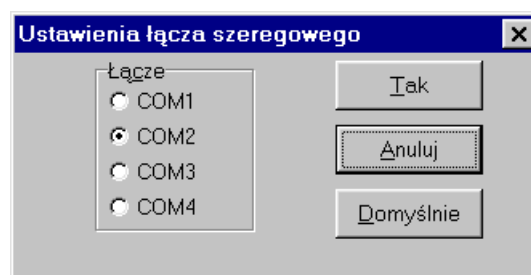 Ustawienia łącza szeregowego
Łącze
COM1
COM2
COM3
COM4
Tak
Anuluj
Domyślnie